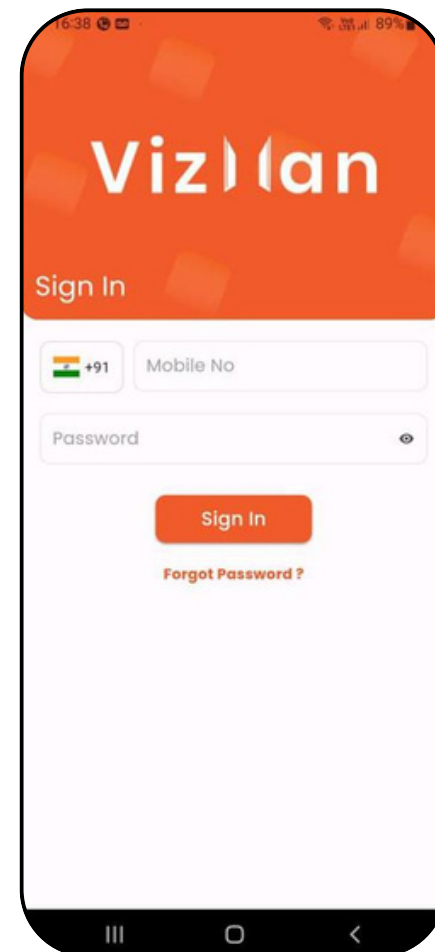 16:38 89%
VizMan
Sign In
+91 Mobile No
Password
Sign In
Forgot Password ?